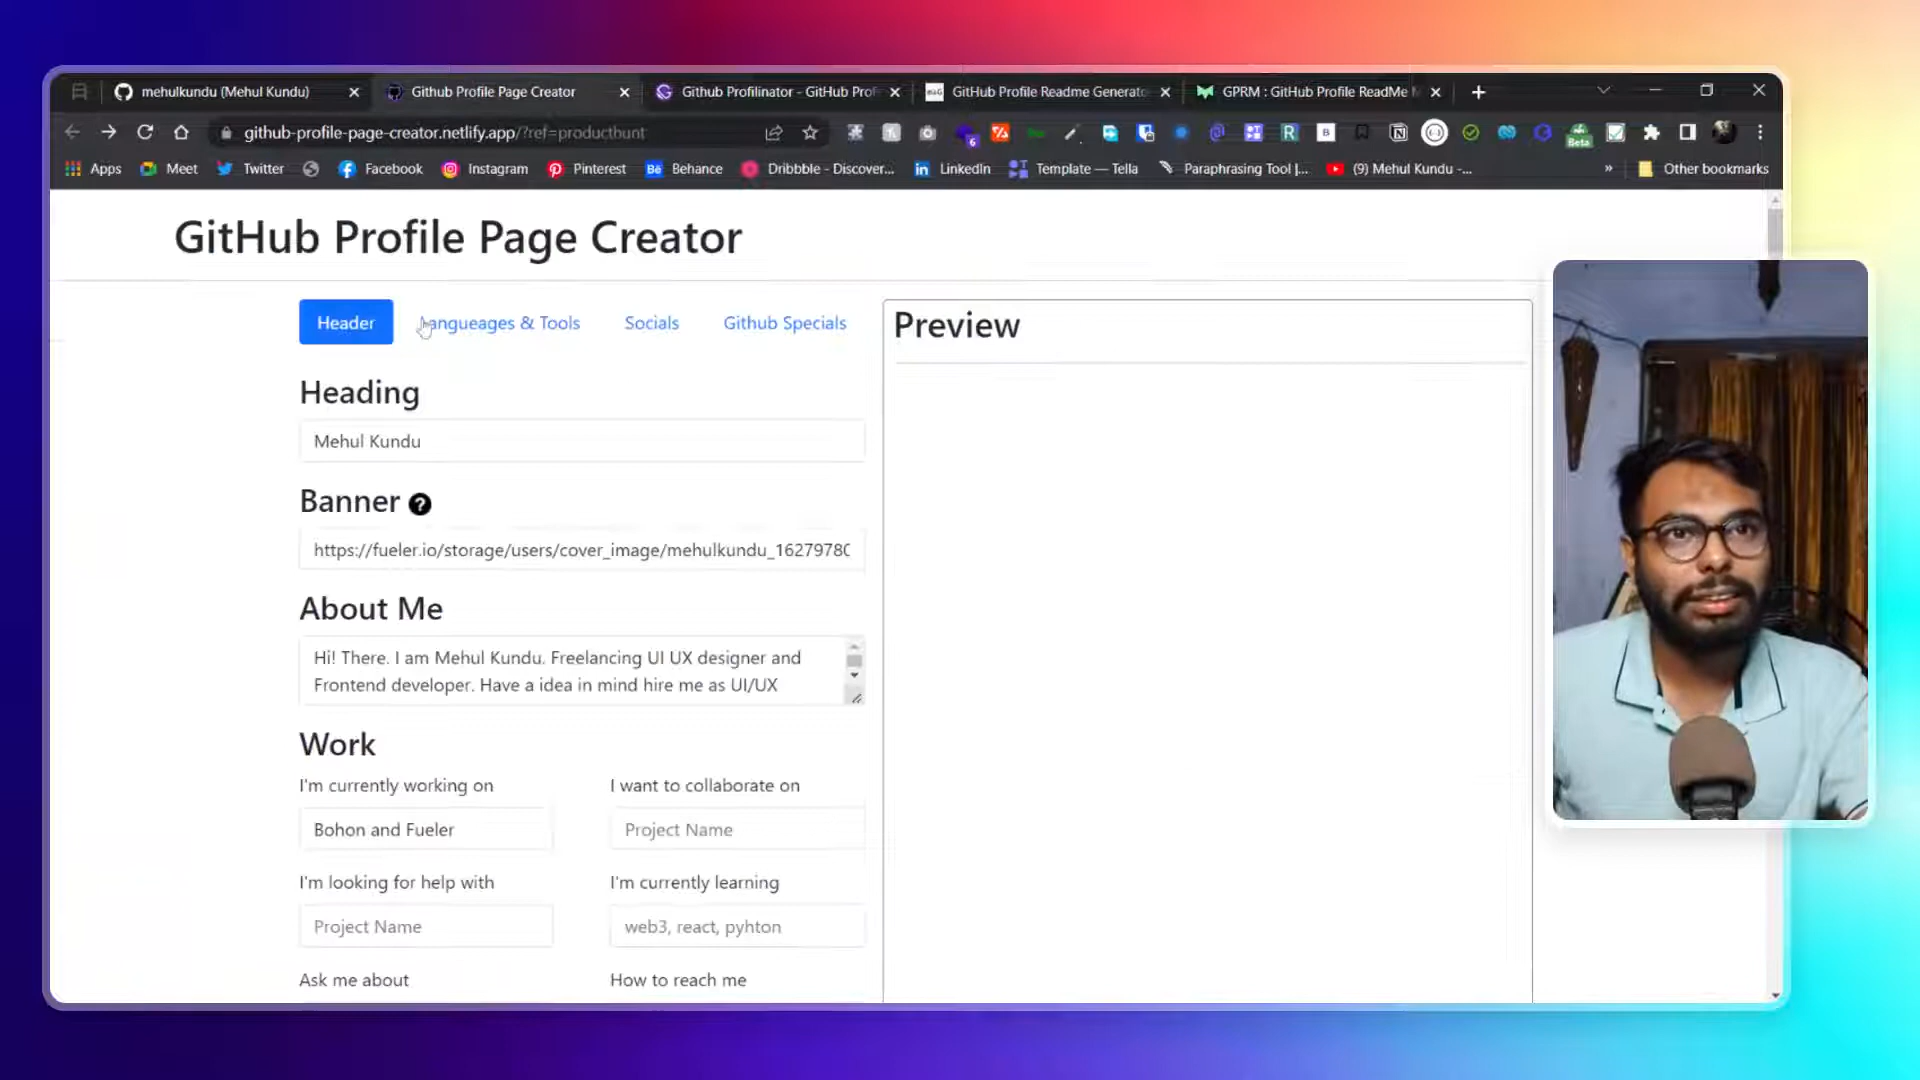 mehulkundu (Mehul Kundu)
Github Profile Page Creator
Github Profilinator - GitHub Prof
GitHub Profile Readme Generato
GPRM : GitHub Profile ReadMe M
github-profile-page-creator.netlify.app/?ref=producthunt
6
R
B
Beta
Apps
Meet
Twitter
Facebook
Instagram
Pinterest
Bē
Behance
Dribbble - Discover...
in
LinkedIn
Template — Tella
Paraphrasing Tool |...
(9) Mehul Kundu -...
»
Other bookmarks
GitHub Profile Page Creator
Header
Langueages & Tools
Socials
Github Specials
Preview
Heading
Mehul Kundu
Banner ?
https://fueler.io/storage/users/cover_image/mehulkundu_1627978
About Me
Hi! There. I am Mehul Kundu. Freelancing UI UX designer and
Frontend developer. Have a idea in mind hire me as UI/UX
Work
I'm currently working on
I want to collaborate on
Bohon and Fueler
Project Name
I'm looking for help with
I'm currently learning
Project Name
web3, react, pyhton
Ask me about
How to reach me